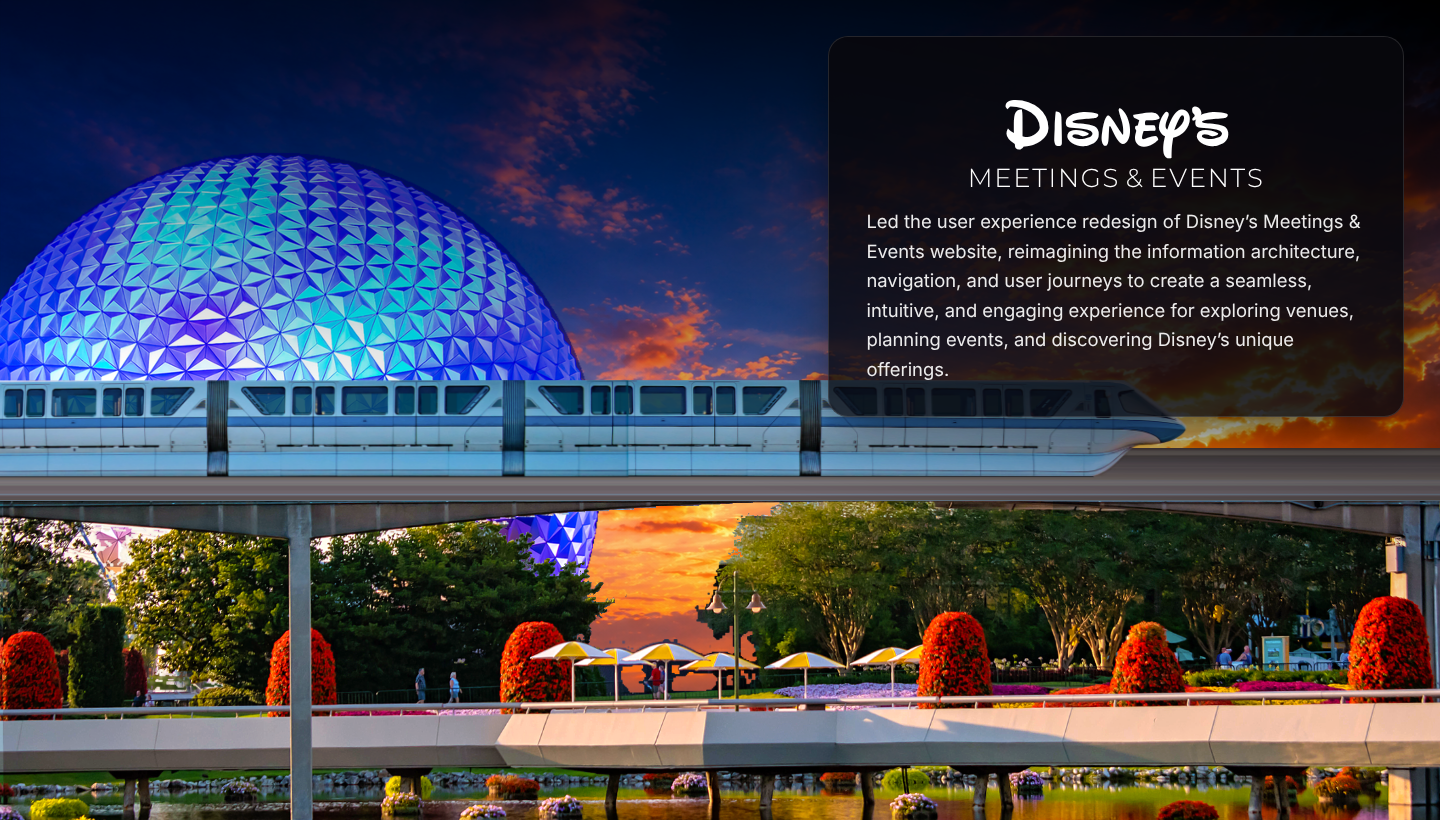 Disney's
MEETINGS & EVENTS
Led the user experience redesign of Disney’s Meetings &
Events website, reimagining the information architecture,
navigation, and user journeys to create a seamless,
intuitive, and engaging experience for exploring venues,
planning events, and discovering Disney’s unique
offerings.